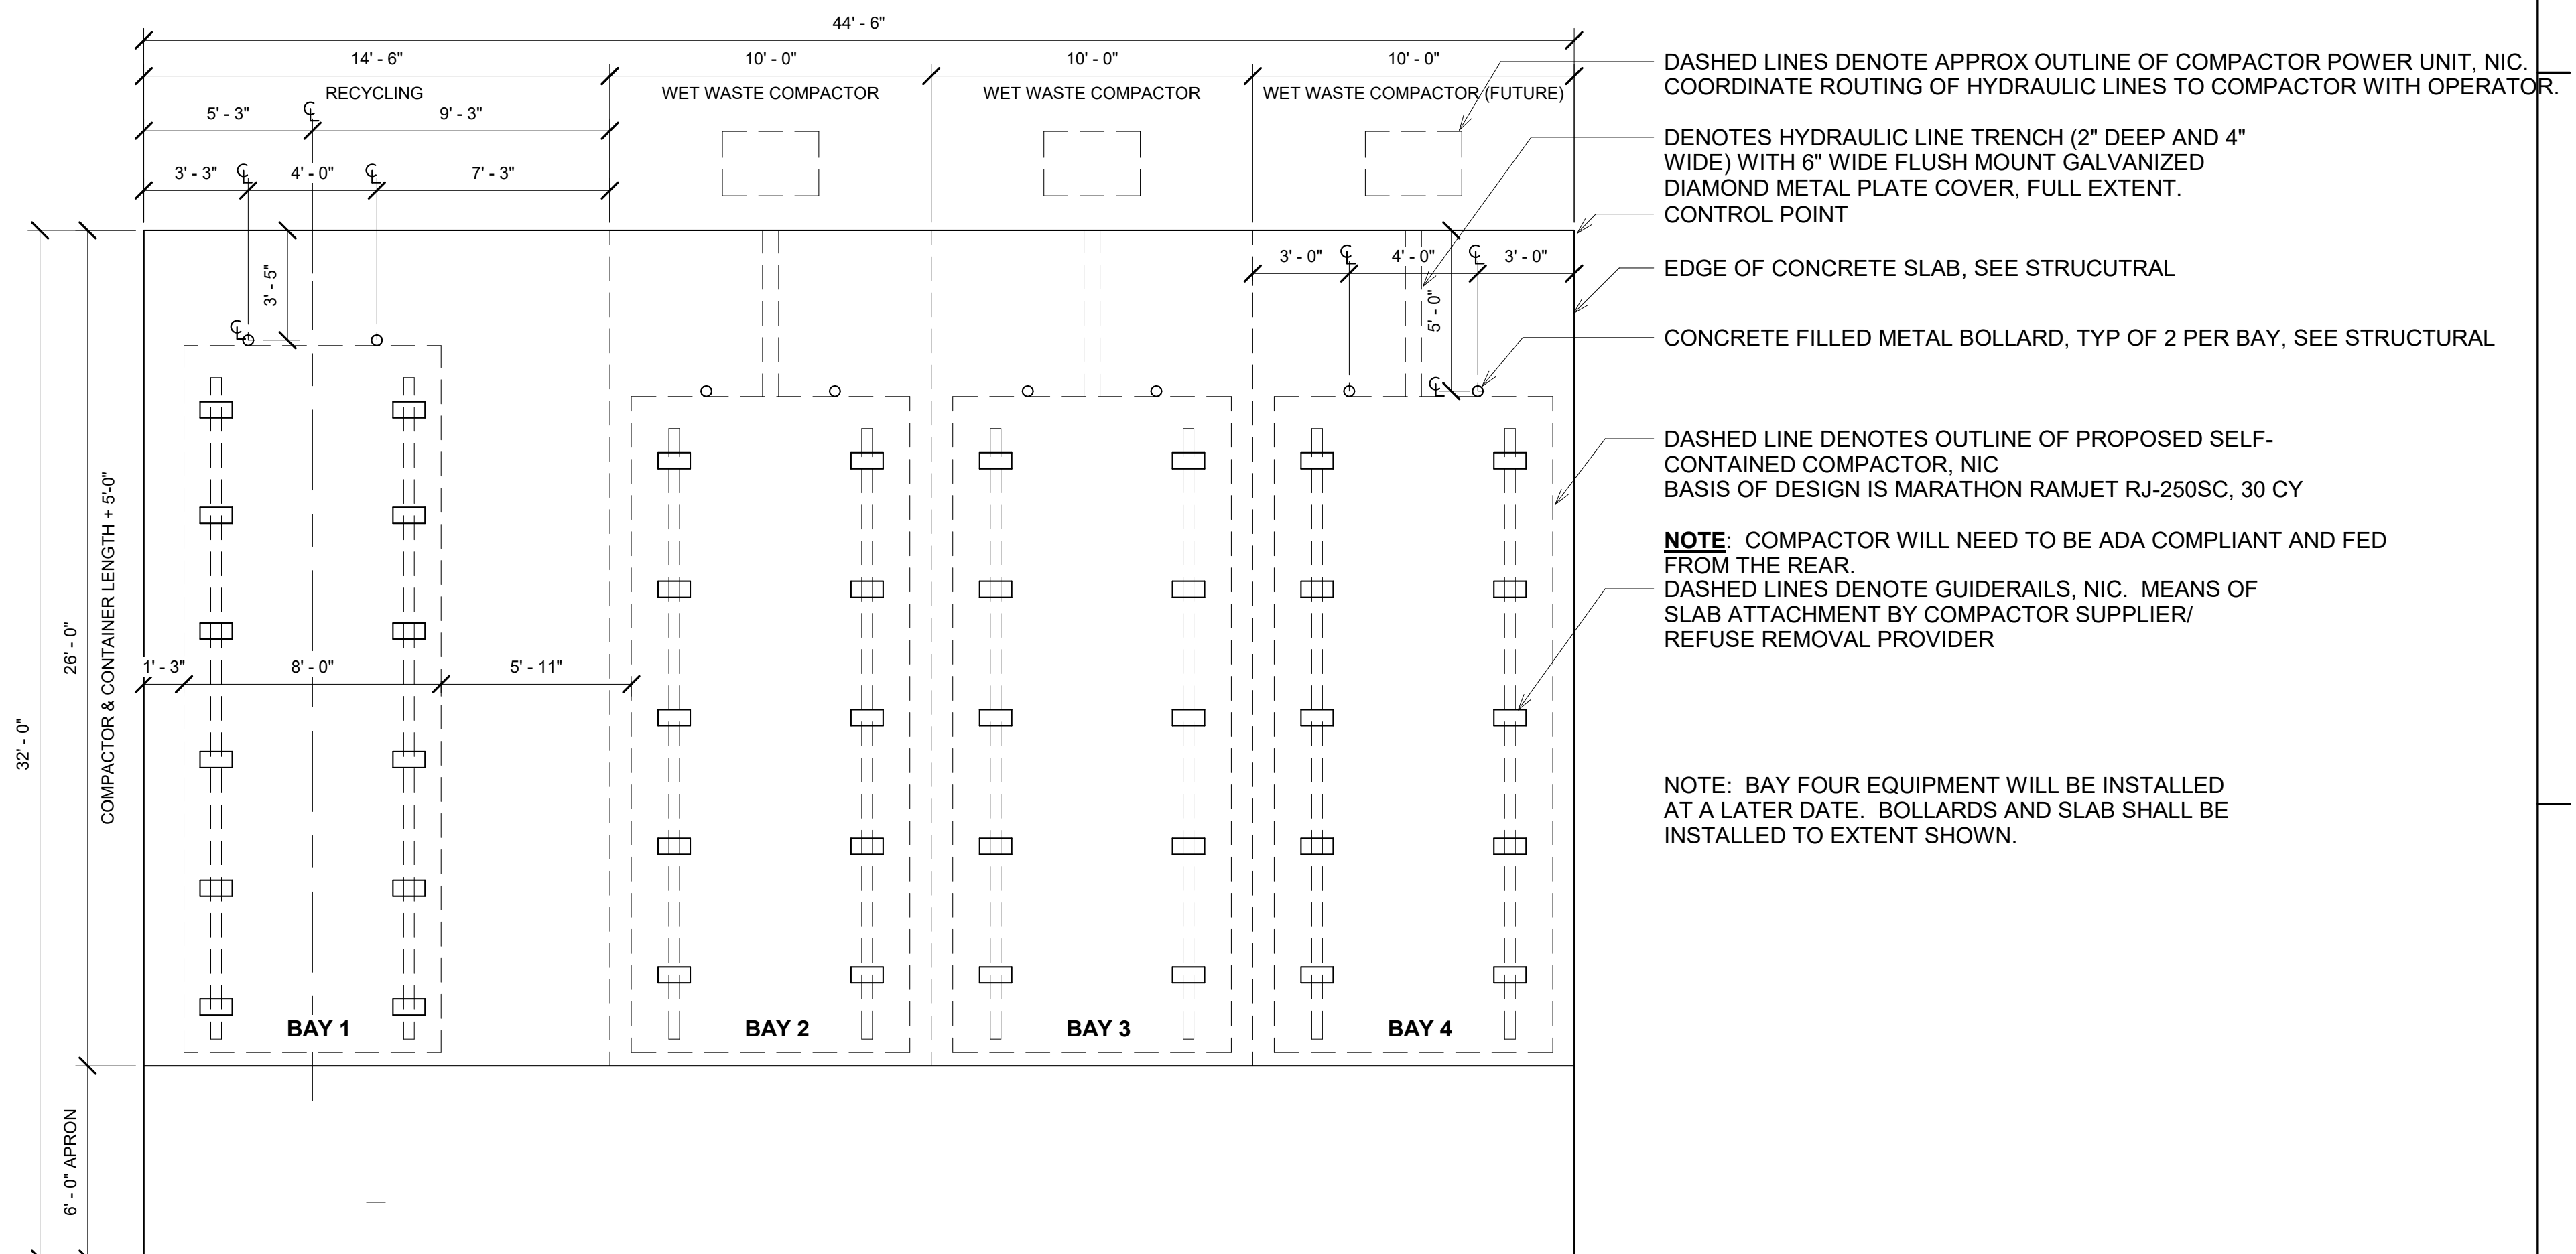 44' - 6"
14' - 6"
10' - 0"
10' - 0"
10' - 0"
RECYCLING
WET WASTE COMPACTOR
WET WASTE COMPACTOR
WET WASTE COMPACTOR (FUTURE)
5' - 3"
℄
9' - 3"
3' - 3"
℄
4' - 0"
℄
7' - 3"
3' - 5"
℄
3' - 0"
℄
4' - 0"
℄
3' - 0"
5' - 0"
℄
1' - 3"
8' - 0"
5' - 11"
32' - 0"
26' - 0"
COMPACTOR & CONTAINER LENGTH + 5'-0"
6' - 0" APRON
BAY 1
BAY 2
BAY 3
BAY 4
DASHED LINES DENOTE APPROX OUTLINE OF COMPACTOR POWER UNIT, NIC.
COORDINATE ROUTING OF HYDRAULIC LINES TO COMPACTOR WITH OPERATOR.
DENOTES HYDRAULIC LINE TRENCH (2" DEEP AND 4"
WIDE) WITH 6" WIDE FLUSH MOUNT GALVANIZED
DIAMOND METAL PLATE COVER, FULL EXTENT.
CONTROL POINT
EDGE OF CONCRETE SLAB, SEE STRUCUTRAL
CONCRETE FILLED METAL BOLLARD, TYP OF 2 PER BAY, SEE STRUCTURAL
DASHED LINE DENOTES OUTLINE OF PROPOSED SELF-
CONTAINED COMPACTOR, NIC
BASIS OF DESIGN IS MARATHON RAMJET RJ-250SC, 30 CY
NOTE: COMPACTOR WILL NEED TO BE ADA COMPLIANT AND FED
FROM THE REAR.
DASHED LINES DENOTE GUIDERAILS, NIC. MEANS OF
SLAB ATTACHMENT BY COMPACTOR SUPPLIER/
REFUSE REMOVAL PROVIDER
NOTE: BAY FOUR EQUIPMENT WILL BE INSTALLED
AT A LATER DATE. BOLLARDS AND SLAB SHALL BE
INSTALLED TO EXTENT SHOWN.